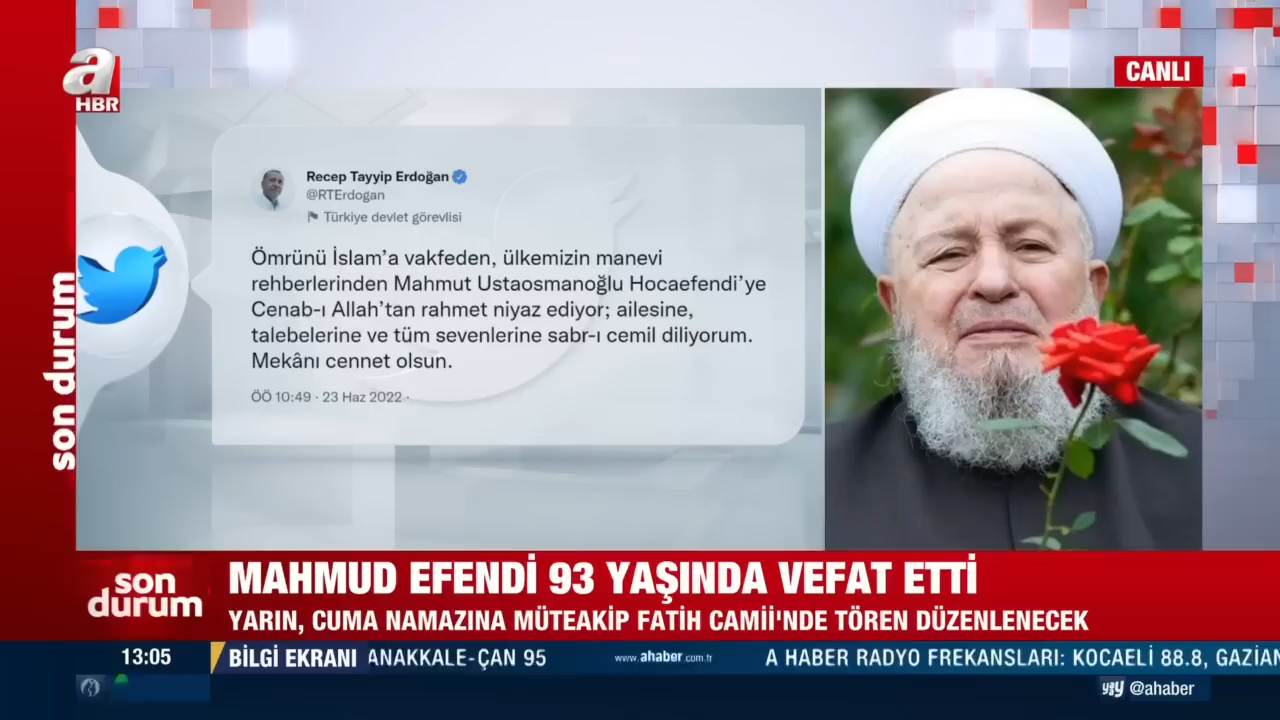 a
HBR
CANLI
Recep Tayyip Erdoğan
@RTErdogan
Türkiye devlet görevlisi
Ömrünü İslam’a vakfeden, ülkemizin manevi
rehberlerinden Mahmut Ustaosmanoğlu Hocaefendi’ye
Cenab-ı Allah’tan rahmet niyaz ediyor; ailesine,
talebelerine ve tüm sevenlerine sabr-ı cemil diliyorum.
Mekânı cennet olsun.
ÖÖ 10:49 · 23 Haz 2022 ·
son durum
son
durum
MAHMUD EFENDİ 93 YAŞINDA VEFAT ETTİ
YARIN, CUMA NAMAZINA MÜTEAKİP FATİH CAMİİ'NDE TÖREN DÜZENLENECEK
13:05
BİLGİ EKRANI
ANAKKALE-ÇAN 95
www.ahaber.com.tr
A HABER RADYO FREKANSLARI: KOCAELİ 88.8, GAZİAN
@ahaber